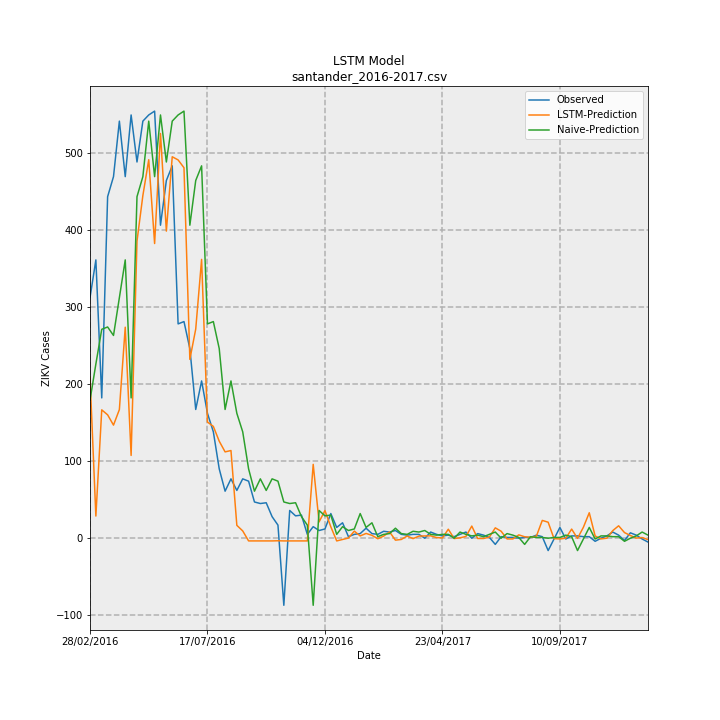 LSTM Model
santander_2016-2017.csv
Observed
LSTM-Prediction
Naive-Prediction
500
400
300
200
100
0
−100
ZIKV Cases
28/02/2016
17/07/2016
04/12/2016
23/04/2017
10/09/2017
Date